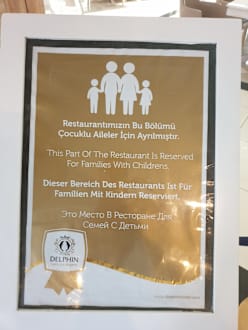 Restaurantımızın Bu Bölümü
Çocuklu Aileler İçin Ayrılmıştır.
This Part Of The Restaurant Is Reserved
For Families With Childrens.
Dieser Bereich Des Restaurants Ist Für
Familien Mit Kindern Reserviert.
Это Место В Ресторане Для
Семей С Детьми
DELPHIN